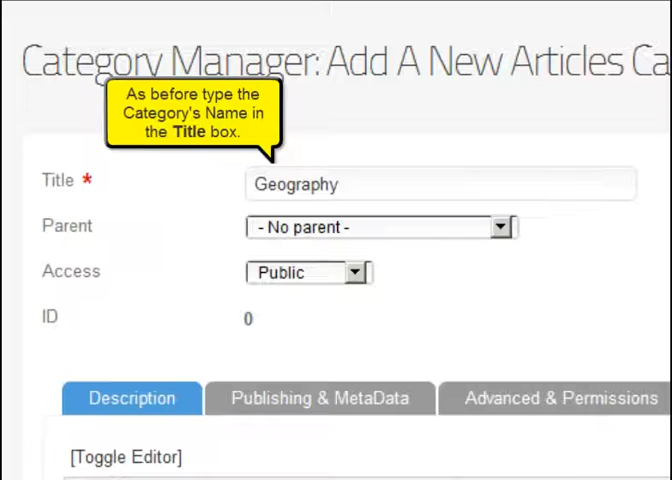 Category Manager: Add A New Articles Ca
As before type the
Category's Name in
the Title box.
Title *
Geography
Parent
- No parent -
Access
Public
ID
0
Description
Publishing & MetaData
Advanced & Permissions
[Toggle Editor]